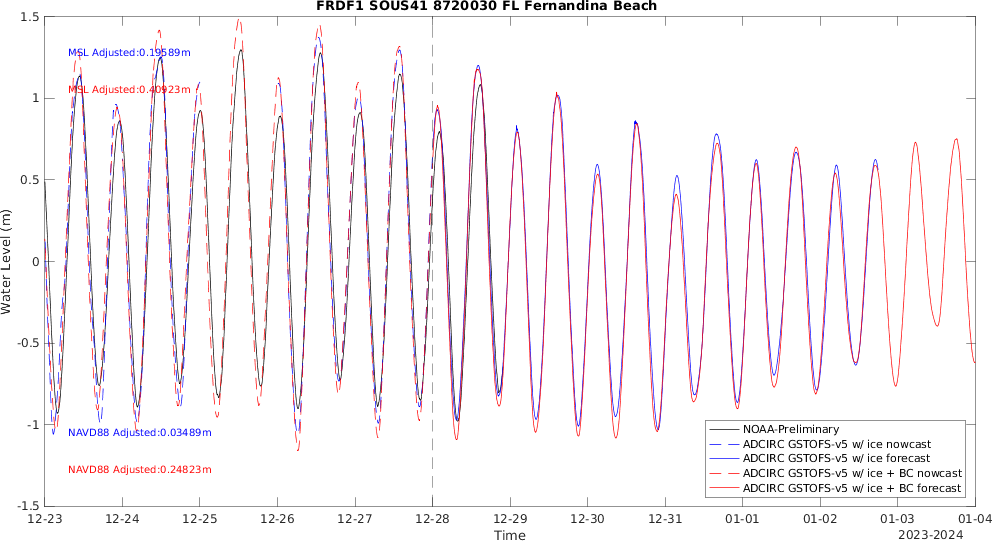 FRDF1 SOUS41 8720030 FL Fernandina Beach
1.5
1
0.5
0
-0.5
-1
-1.5
Water Level (m)
MSL Adjusted:0.19589m
MSL Adjusted:0.40923m
NAVD88 Adjusted:0.03489m
NAVD88 Adjusted:0.24823m
NOAA-Preliminary
ADCIRC GSTOFS-v5 w/ ice nowcast
ADCIRC GSTOFS-v5 w/ ice forecast
ADCIRC GSTOFS-v5 w/ ice + BC nowcast
ADCIRC GSTOFS-v5 w/ ice + BC forecast
12-23 12-24 12-25 12-26 12-27 12-28 12-29 12-30 12-31 01-01 01-02 01-03 01-04
Time
2023-2024